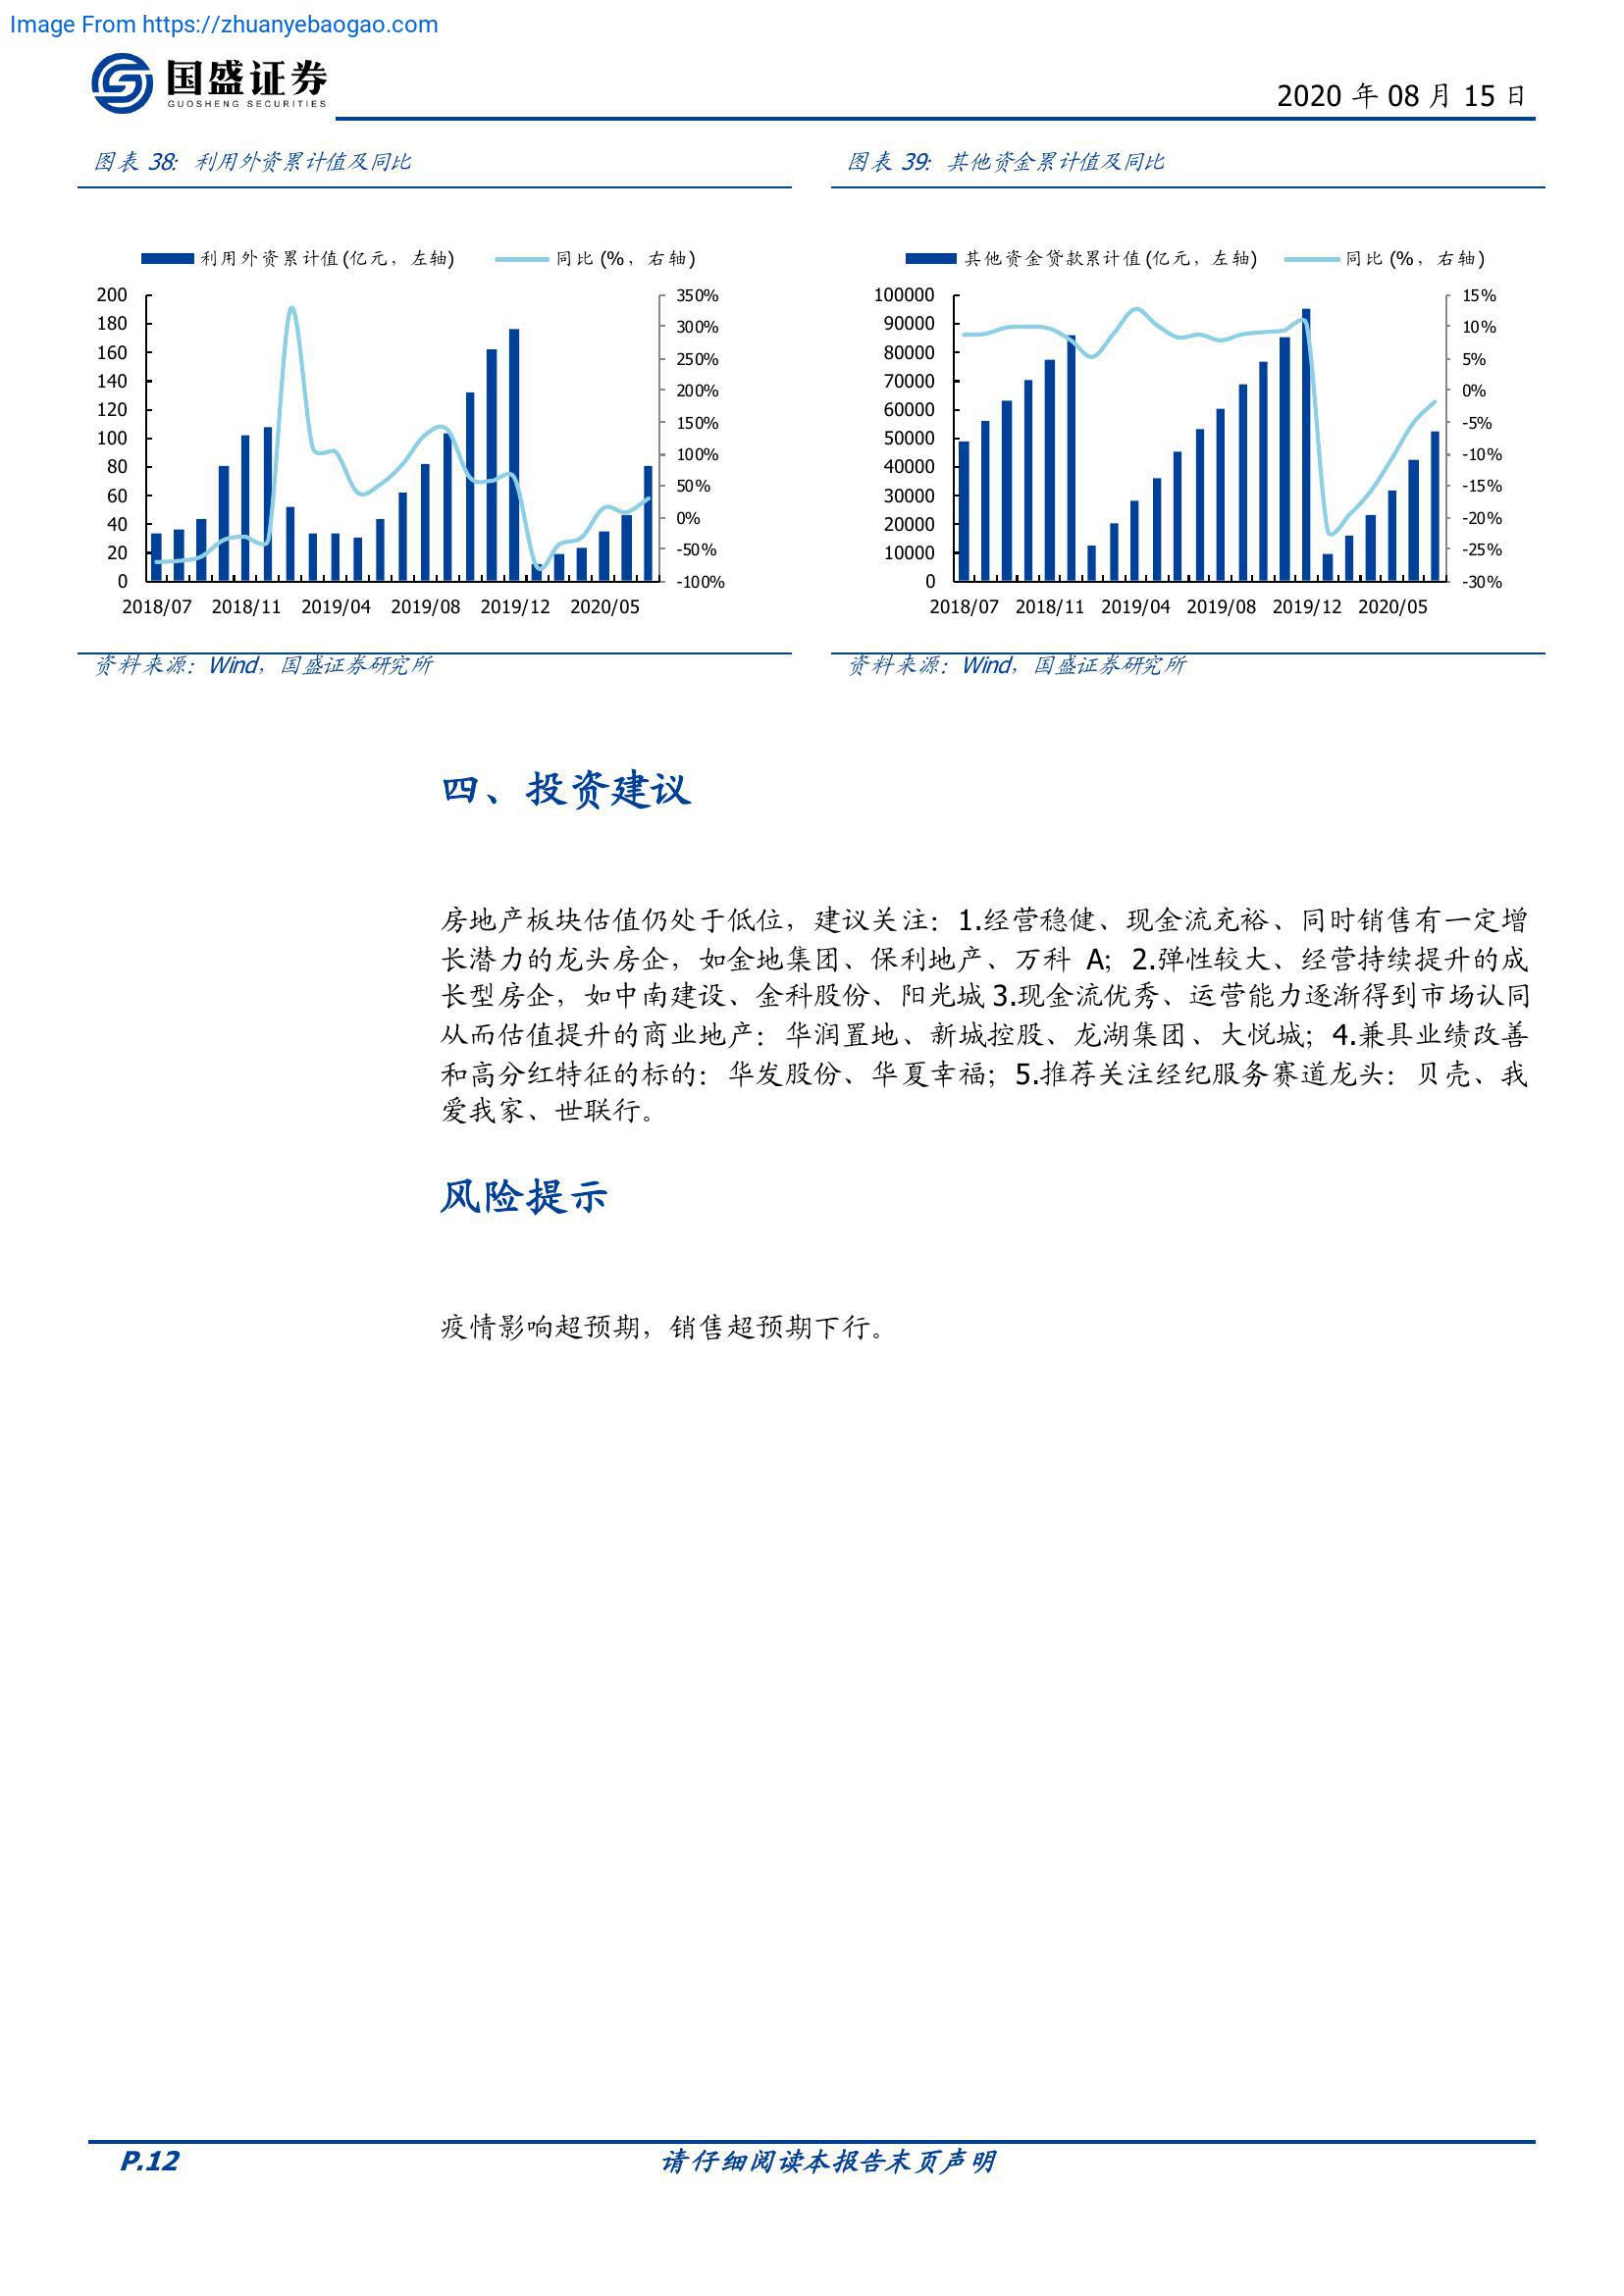 Image From https://zhuanyebaogao.com
国盛证券
GUOSHENG SECURITIES
2020 年 08 月 15 日
图表 38: 利用外资累计值及同比
利用外资累计值(亿元，左轴) 同比(%，右轴)
200
180
160
140
120
100
80
60
40
20
0
350%
300%
250%
200%
150%
100%
50%
0%
-50%
-100%
2018/07 2018/11 2019/04 2019/08 2019/12 2020/05
资料来源：Wind，国盛证券研究所
图表 39: 其他资金累计值及同比
其他资金贷款累计值(亿元，左轴) 同比(%，右轴)
100000
90000
80000
70000
60000
50000
40000
30000
20000
10000
0
15%
10%
5%
0%
-5%
-10%
-15%
-20%
-25%
-30%
2018/07 2018/11 2019/04 2019/08 2019/12 2020/05
资料来源：Wind，国盛证券研究所
四、投资建议
房地产板块估值仍处于低位，建议关注：1.经营稳健、现金流充裕、同时销售有一定增
长潜力的龙头房企，如金地集团、保利地产、万科 A；2.弹性较大、经营持续提升的成
长型房企，如中南建设、金科股份、阳光城 3.现金流优秀、运营能力逐渐得到市场认同
从而估值提升的商业地产：华润置地、新城控股、龙湖集团、大悦城；4.兼具业绩改善
和高分红特征的标的：华发股份、华夏幸福；5.推荐关注经纪服务赛道龙头：贝壳、我
爱我家、世联行。
风险提示
疫情影响超预期，销售超预期下行。
P.12
请仔细阅读本报告末页声明